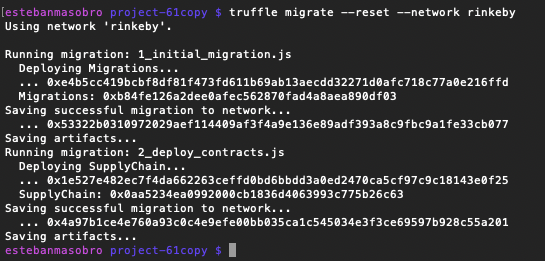 [estebanmasobro project-61copy $ truffle migrate --reset --network rinkeby
Using network 'rinkeby'.
Running migration: 1_initial_migration.js
Deploying Migrations...
... 0xe4b5cc419bcbf8df81f473fd611b69ab13aecdd32271d0afc718c77a0e216ffd
Migrations: 0xb84fe126a2dee0afec562870fad4a8aea890df03
Saving successful migration to network...
... 0x53322b0310972029aef114409af3f4a9e136e89adf393a8c9fbc9a1fe33cb077
Saving artifacts...
Running migration: 2_deploy_contracts.js
Deploying SupplyChain...
... 0x1e527e482ec7f4da662263ceffd0bd6bbdd3a0ed2470ca5cf97c9c18143e0f25
SupplyChain: 0x0aa5234ea0992000cb1836d4063993c775b26c63
Saving successful migration to network...
... 0x4a97b1ce4e760a93c0c4e9efe00bb035ca1c545034e3f3ce69597b928c55a201
Saving artifacts...
estebanmasobro project-61copy $